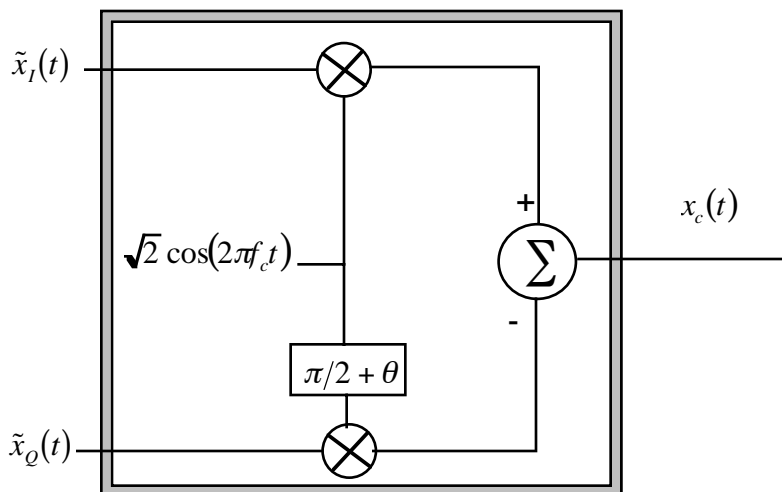 x̃_I(t)
+
x_c(t)
√2 cos(2πf_c t)
Σ
-
π/2 + θ
x̃_Q(t)